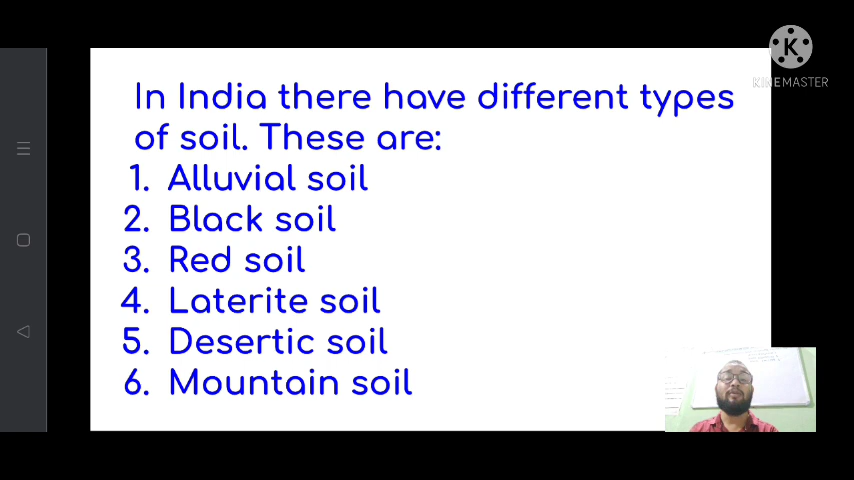 In India there have different types
of soil. These are:
1. Alluvial soil
2. Black soil
3. Red soil
4. Laterite soil
5. Desertic soil
6. Mountain soil
K
KINEMASTER